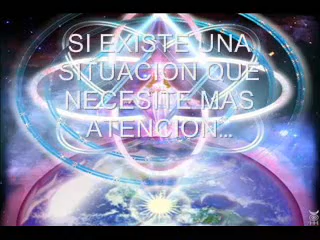 SI EXISTE UNA
SITUACION QUE
NECESITE MAS
ATENCION...